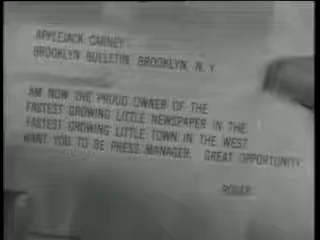 APPLEJACK CARNEY
BROOKLYN BULLETIN, BROOKLYN, N.Y.
AM NOW THE PROUD OWNER OF THE
FASTEST GROWING LITTLE NEWSPAPER IN THE
FASTEST GROWING LITTLE TOWN IN THE WEST.
WANT YOU TO BE PRESS MANAGER. GREAT OPPORTUNITY.
ROGER